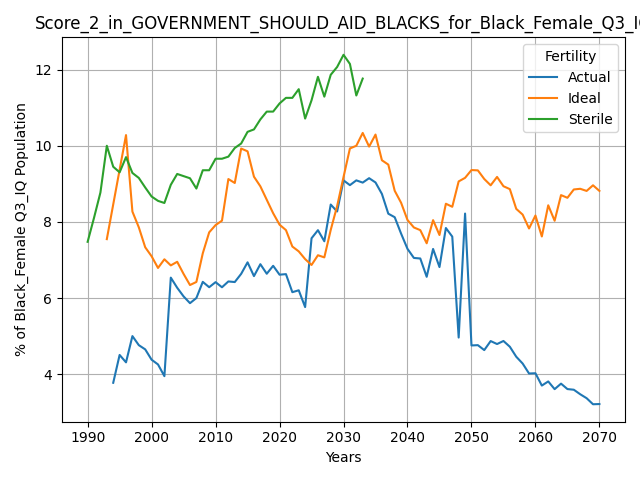 Score_2_in_GOVERNMENT_SHOULD_AID_BLACKS_for_Black_Female_Q3_IQ
% of Black_Female Q3_IQ Population
12
10
8
6
4
Fertility
Actual
Ideal
Sterile
1990 2000 2010 2020 2030 2040 2050 2060 2070
Years